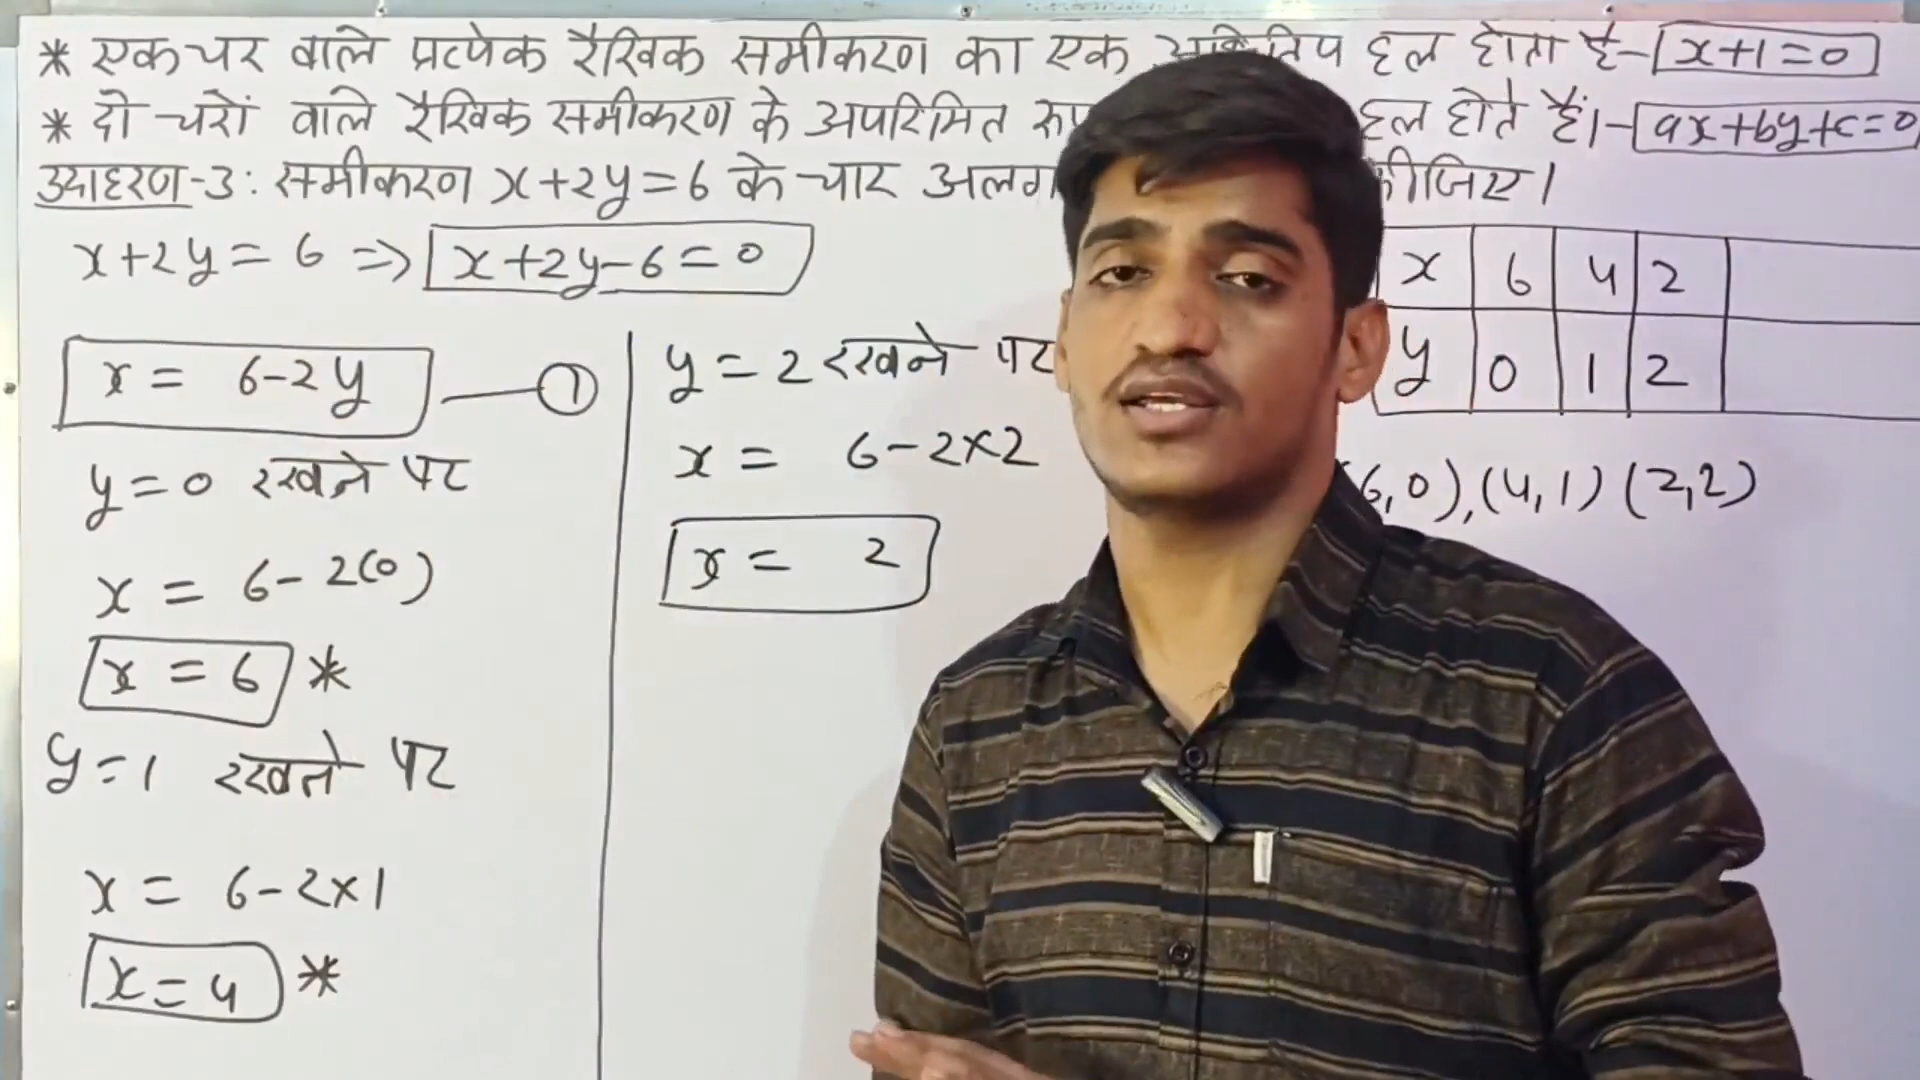 * एक चर वाले प्रत्येक रैखिक समीकरण का एक हल होता है- x+1=0
* दो चरों वाले रैखिक समीकरण के अपरिमित हल होते हैं।- ax+by+c=0
उदाहरण-3: समीकरण x+2y=6 के चार अलग कीजिए।
x+2y=6 => x+2y-6=0
x = 6-2y — 1
y=0 रखने पर
x = 6-2(0)
x = 6 *
y=1 रखने पर
x = 6-2×1
x=4 *
y=2 रखने पर
x = 6-2×2
x = 2
x 6 4 2
y 0 1 2
6,0),(4,1) (2,2)